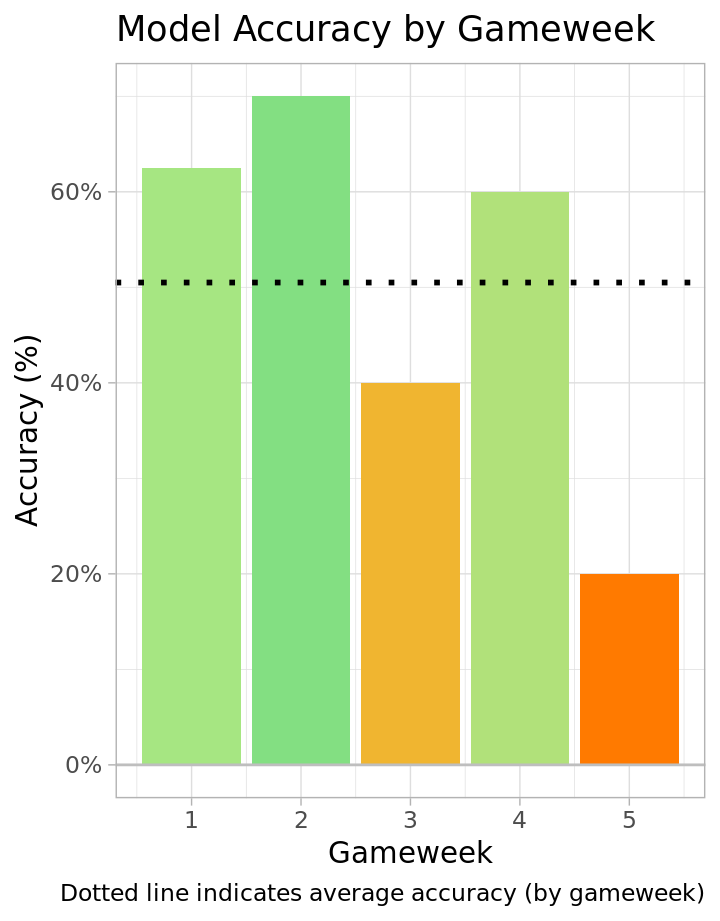 Model Accuracy by Gameweek
60%
40%
20%
0%
Accuracy (%)
1 2 3 4 5
Gameweek
Dotted line indicates average accuracy (by gameweek)